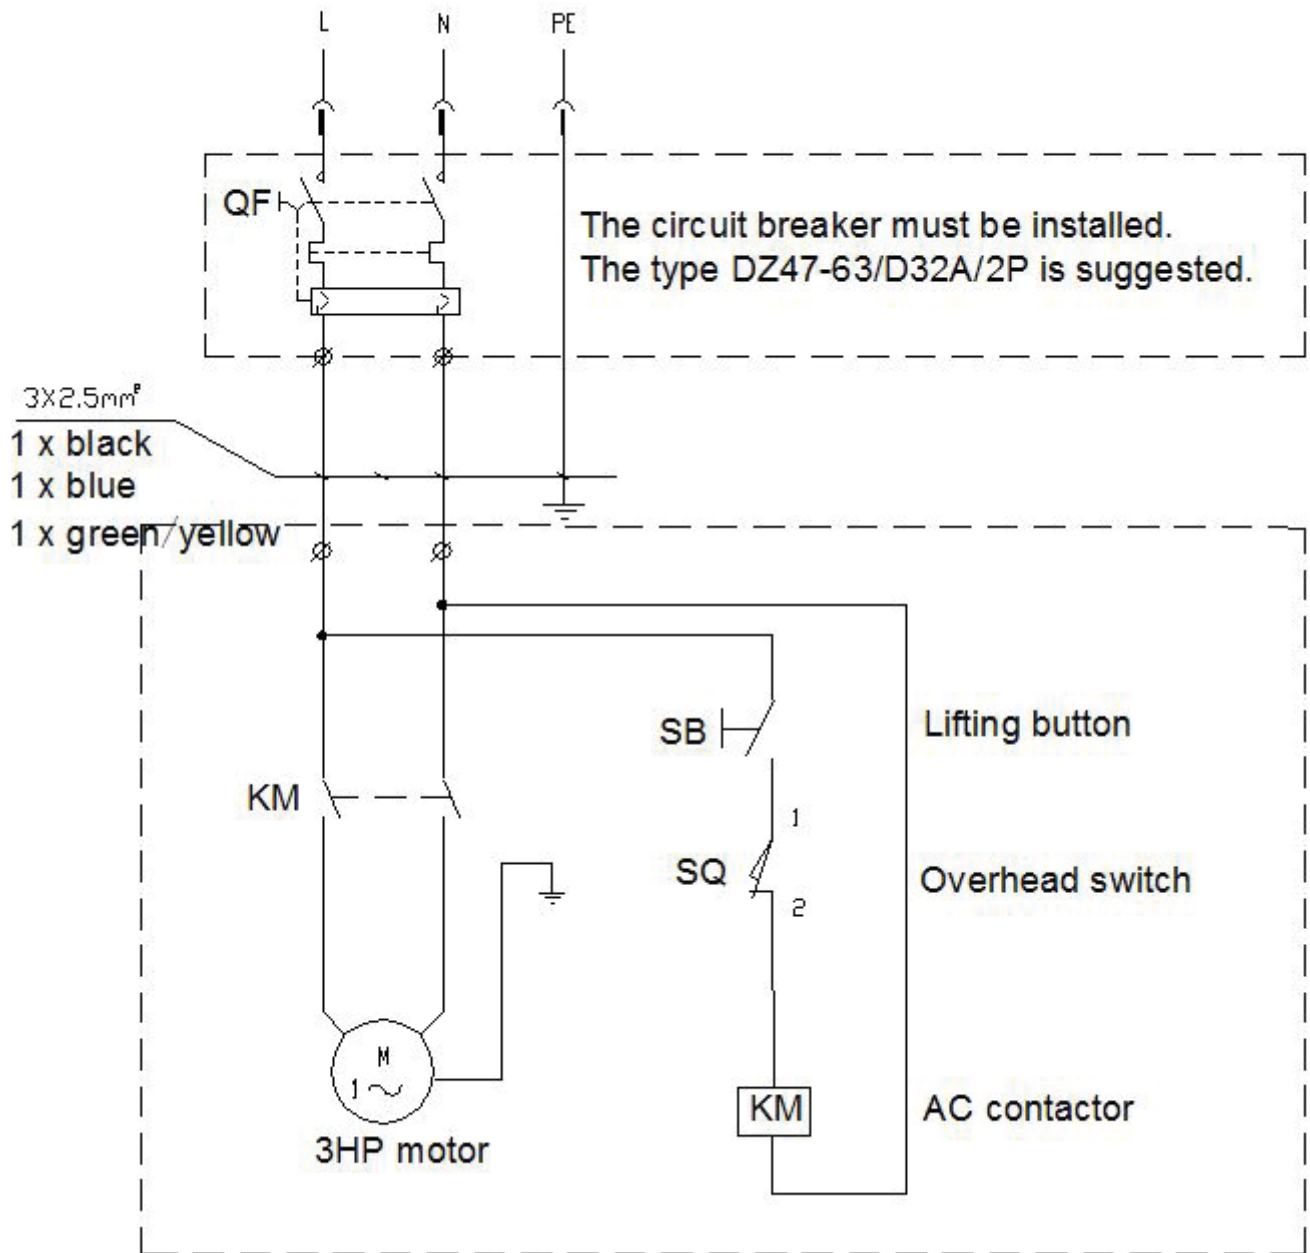 L N PE
QF
The circuit breaker must be installed.
The type DZ47-63/D32A/2P is suggested.
3X2.5mm²
1 x black
1 x blue
1 x green/yellow
SB
Lifting button
KM
1
SQ
Overhead switch
2
M
1~
3HP motor
KM
AC contactor